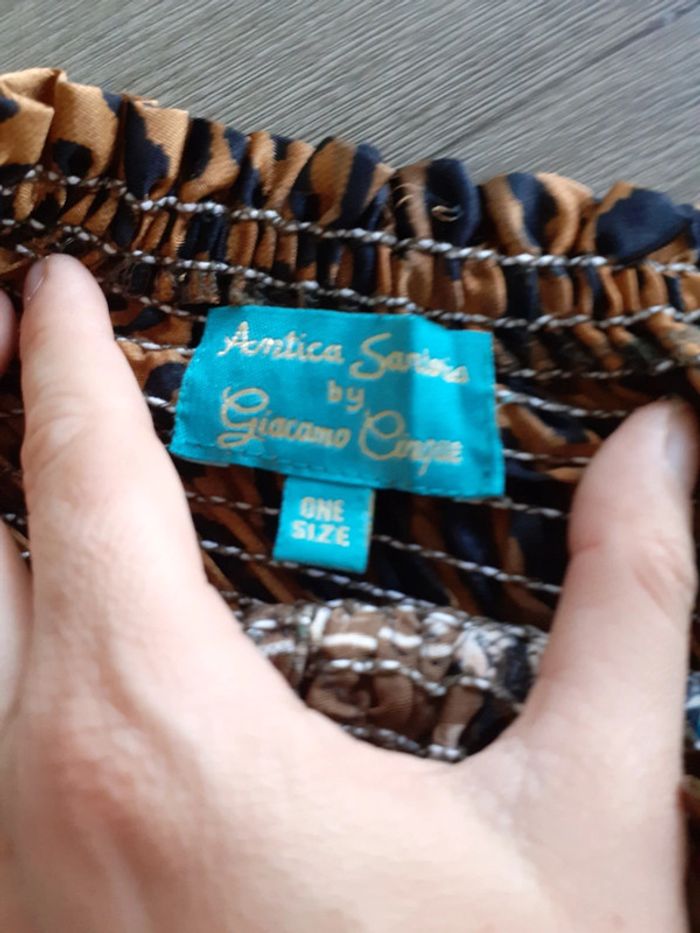 Antica Sartoria
by
Giacomo Cinque
ONE
SIZE